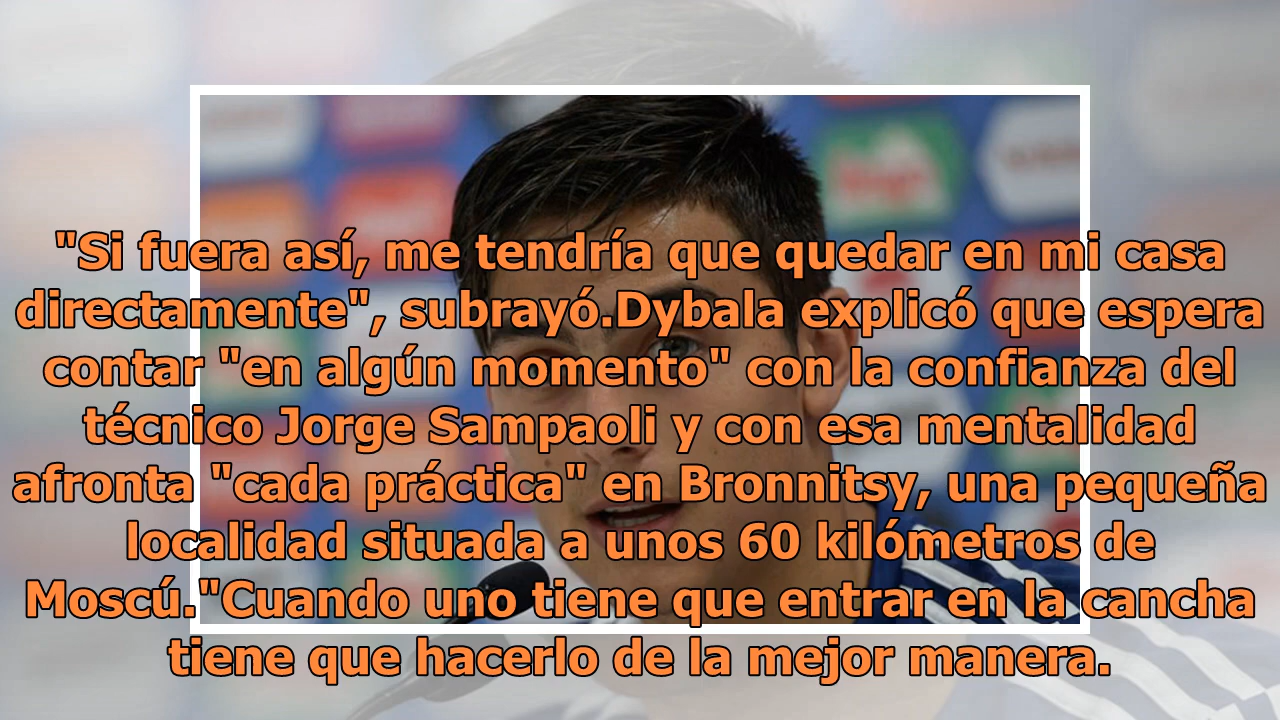 "Si fuera así, me tendría que quedar en mi casa
directamente", subrayó.Dybala explicó que espera
contar "en algún momento" con la confianza del
técnico Jorge Sampaoli y con esa mentalidad
afronta "cada práctica" en Bronnitsy, una pequeña
localidad situada a unos 60 kilómetros de
Moscú."Cuando uno tiene que entrar en la cancha
tiene que hacerlo de la mejor manera.